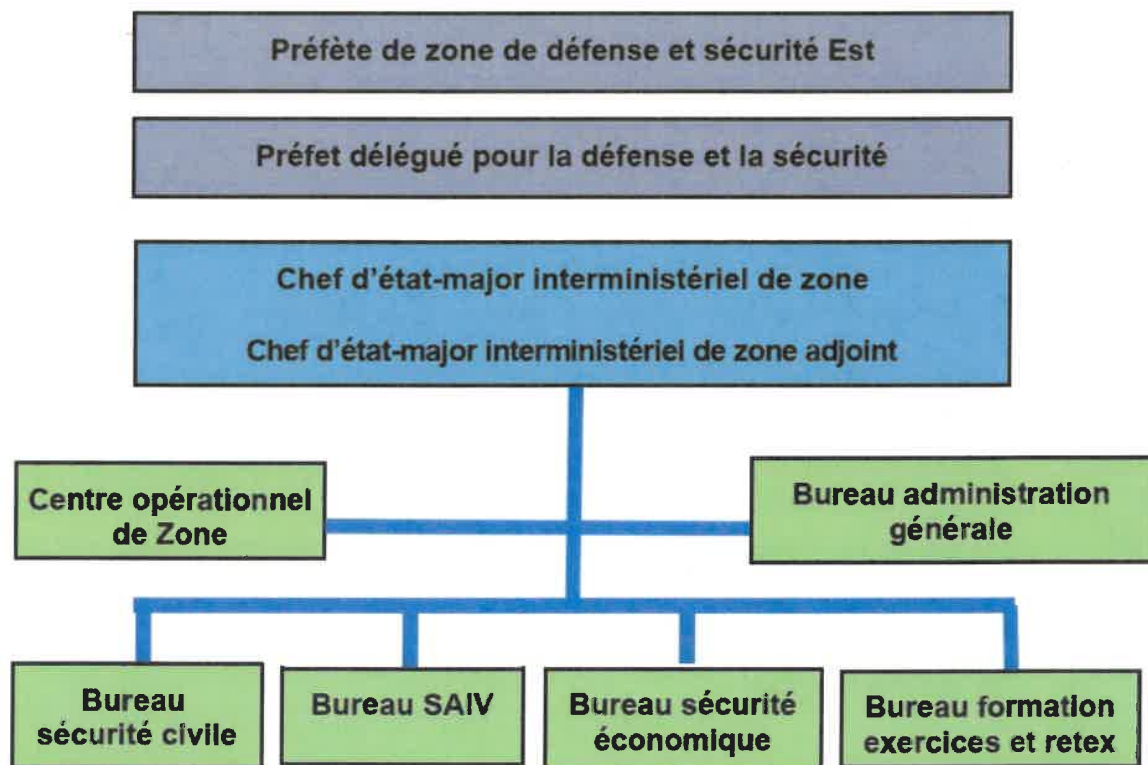 Préfète de zone de défense et sécurité Est
Préfet délégué pour la défense et la sécurité
Chef d'état-major interministériel de zone
Chef d'état-major interministériel de zone adjoint
Centre opérationnel
de Zone
Bureau administration
générale
Bureau
sécurité civile
Bureau SAIV
Bureau sécurité
économique
Bureau formation
exercices et retex